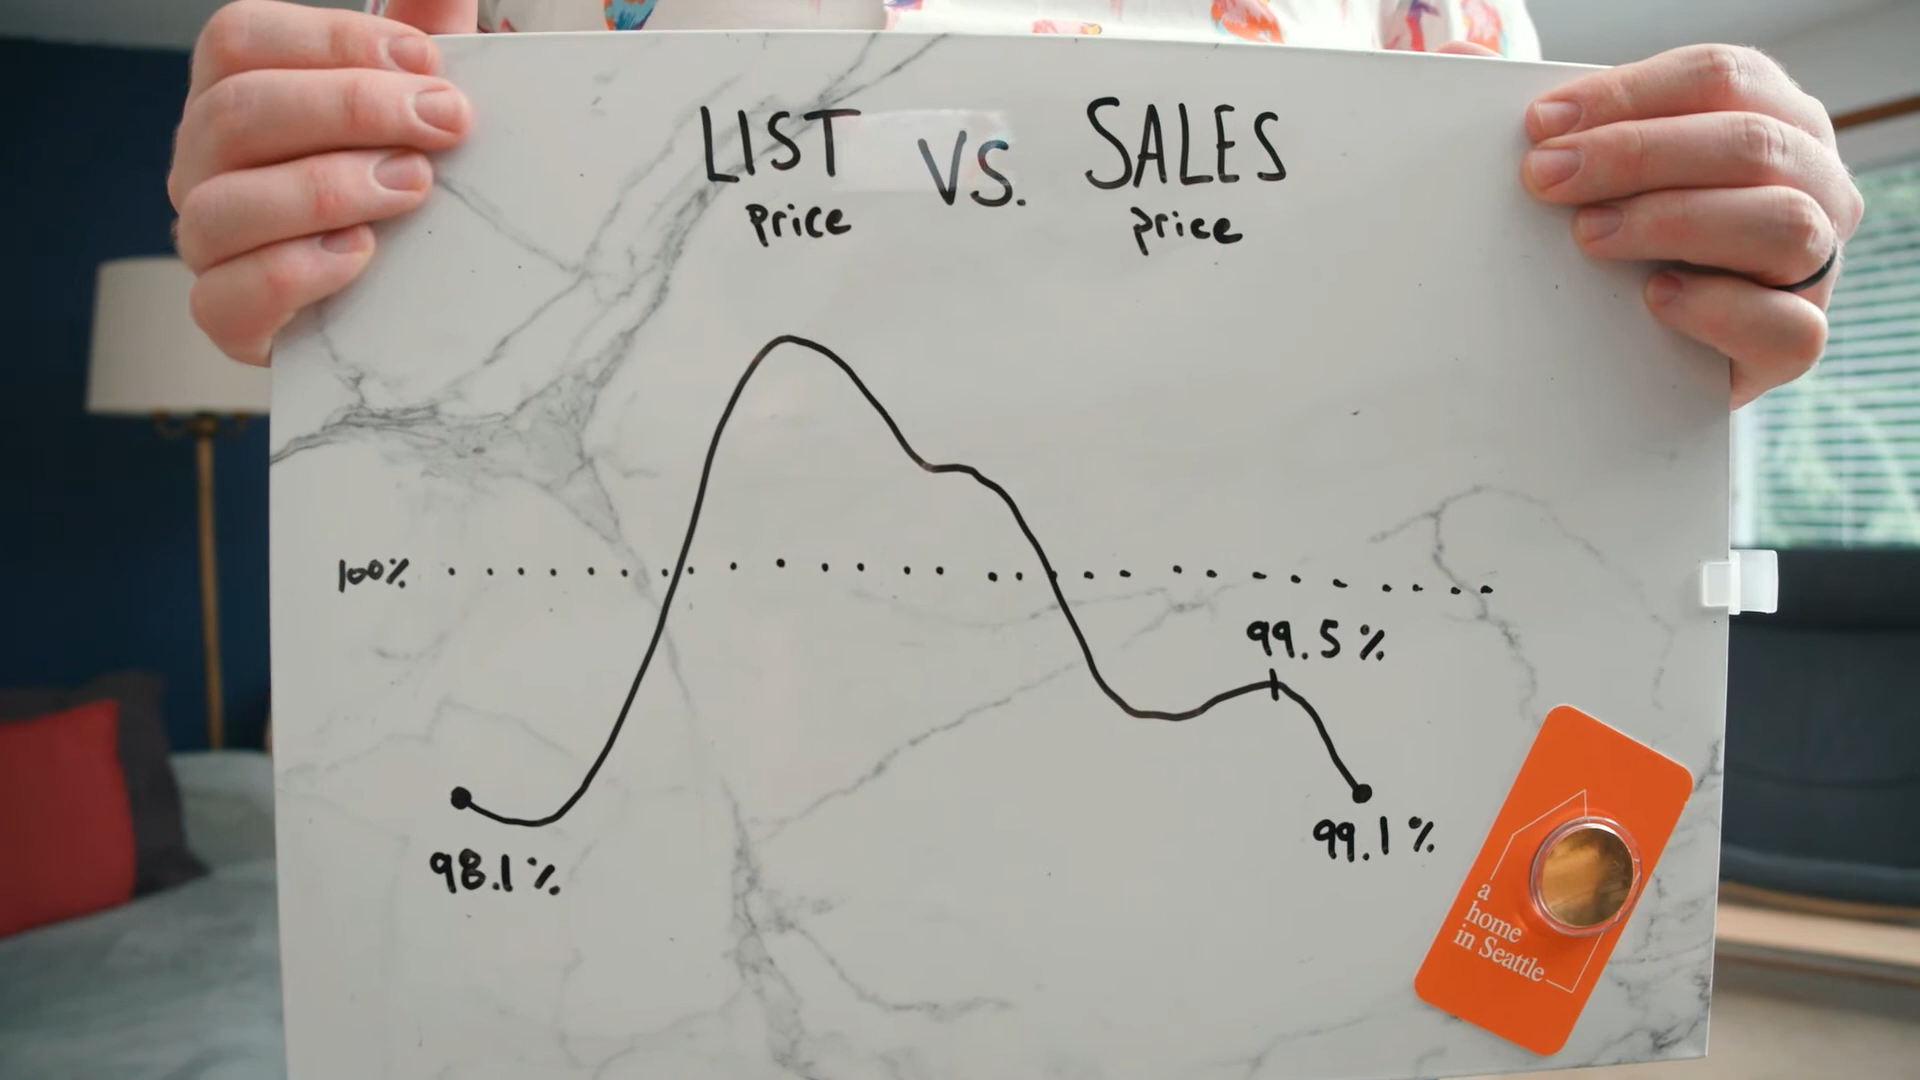 LIST VS. SALES
price price
100%
99.5%
99.1%
98.1%
a
home
in Seattle